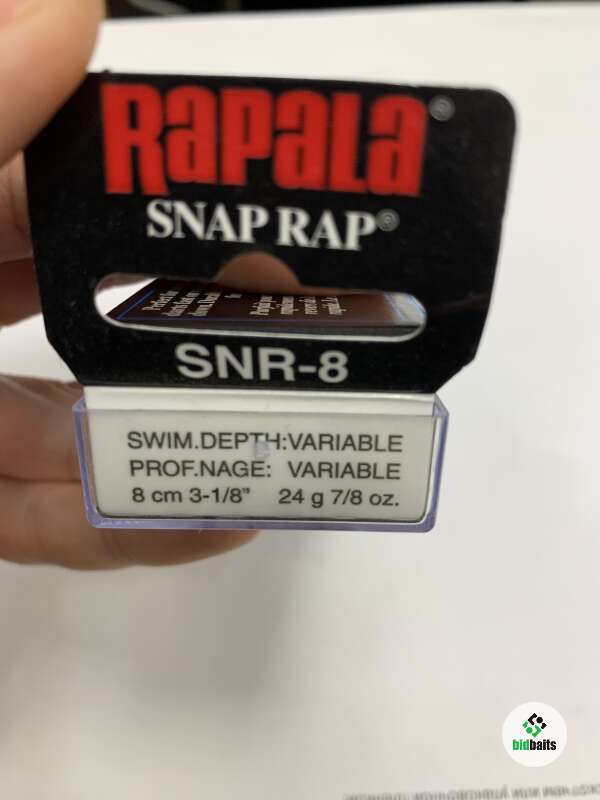 RAPALA®
SNAP RAP®
SNR-8
SWIM.DEPTH:VARIABLE
PROF.NAGE: VARIABLE
8 cm 3-1/8" 24 g 7/8 oz.
bidbaits